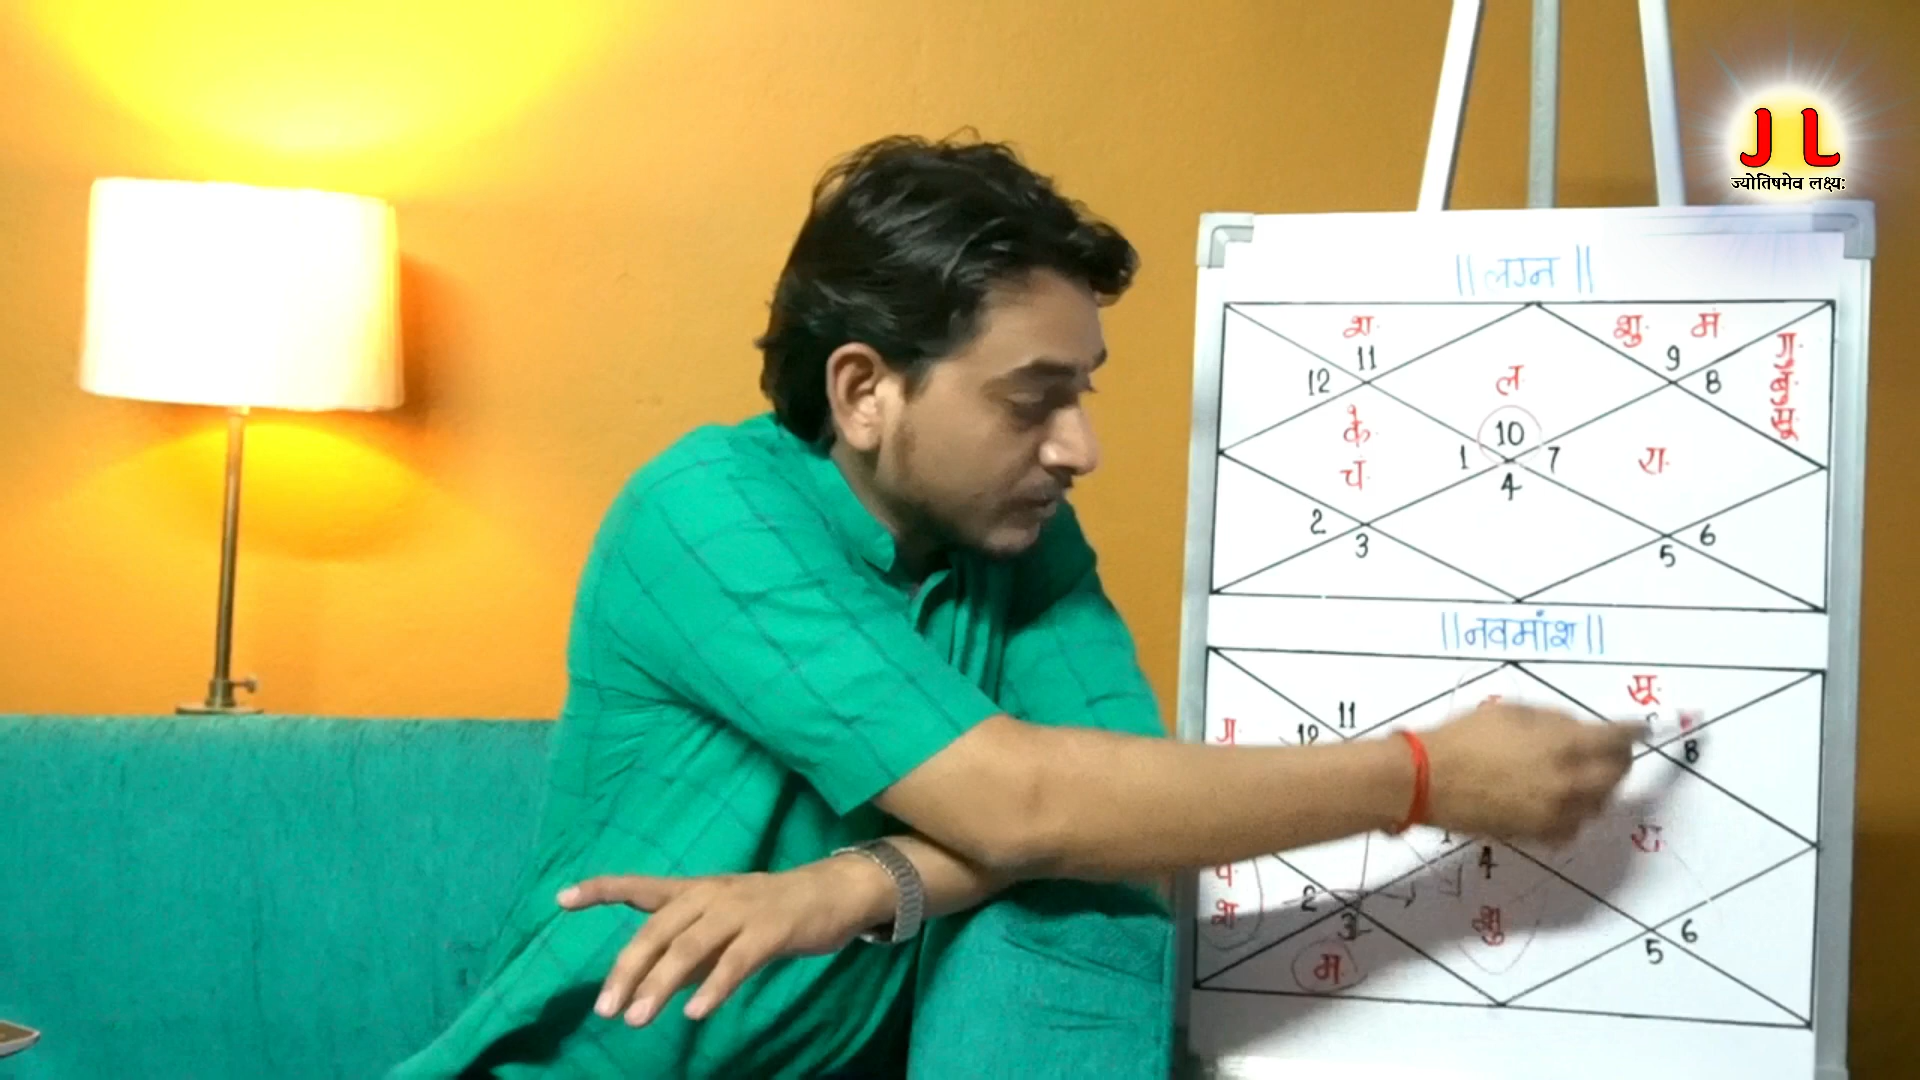 J L
ज्योतिषमेव लक्ष्य:
||लग्न||
श. शु. मं
11 9 गु.
12 8 बु.
ल. सू.
के. 10
चं. 1 7 रा.
4
2 6
3 5
||नवमांश||
सू.
11
12 8
रा.
4
श 2 शु
3 6
5
मं.